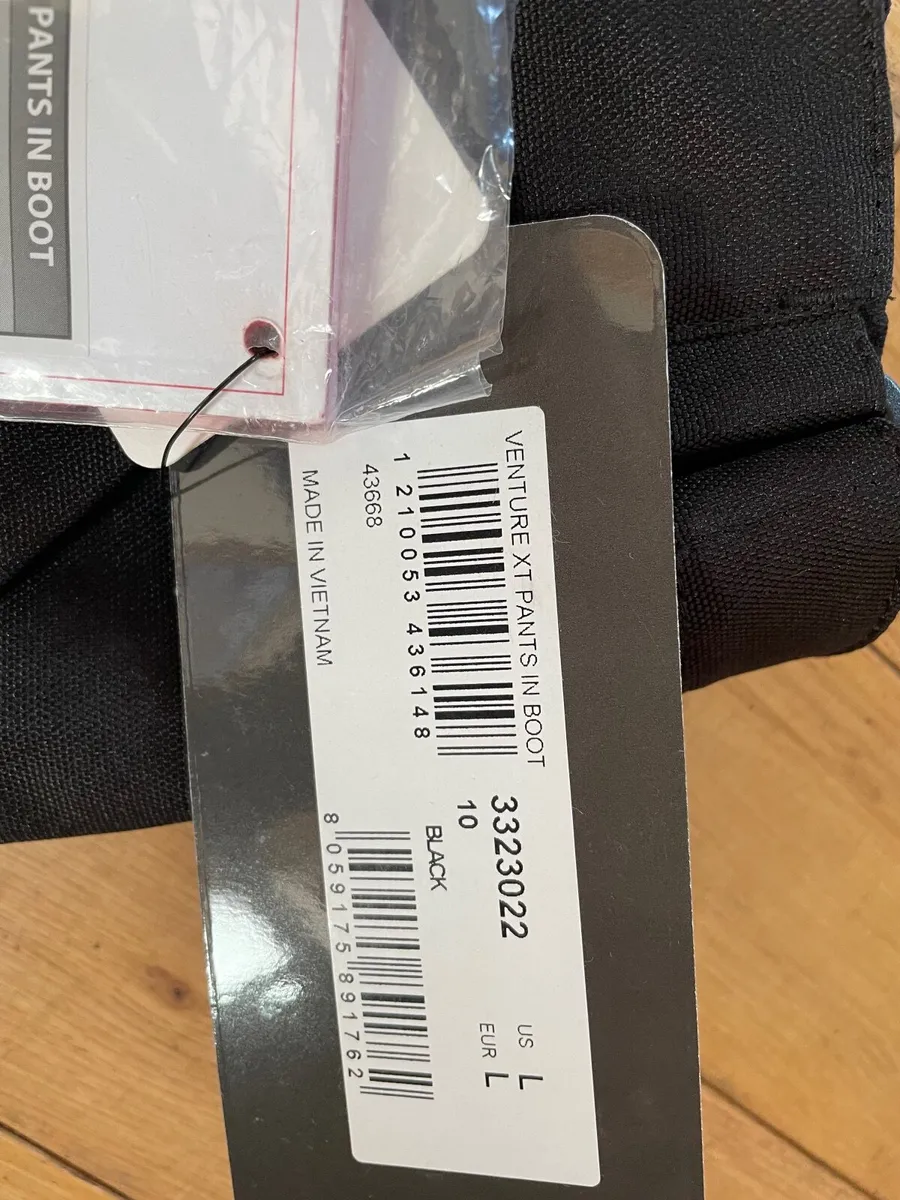 PANTS IN BOOT
VENTURE XT PANTS IN BOOT
1 210053 436148
43668
MADE IN VIETNAM
3323022
10
BLACK
8 059175 891762
US L
EUR L